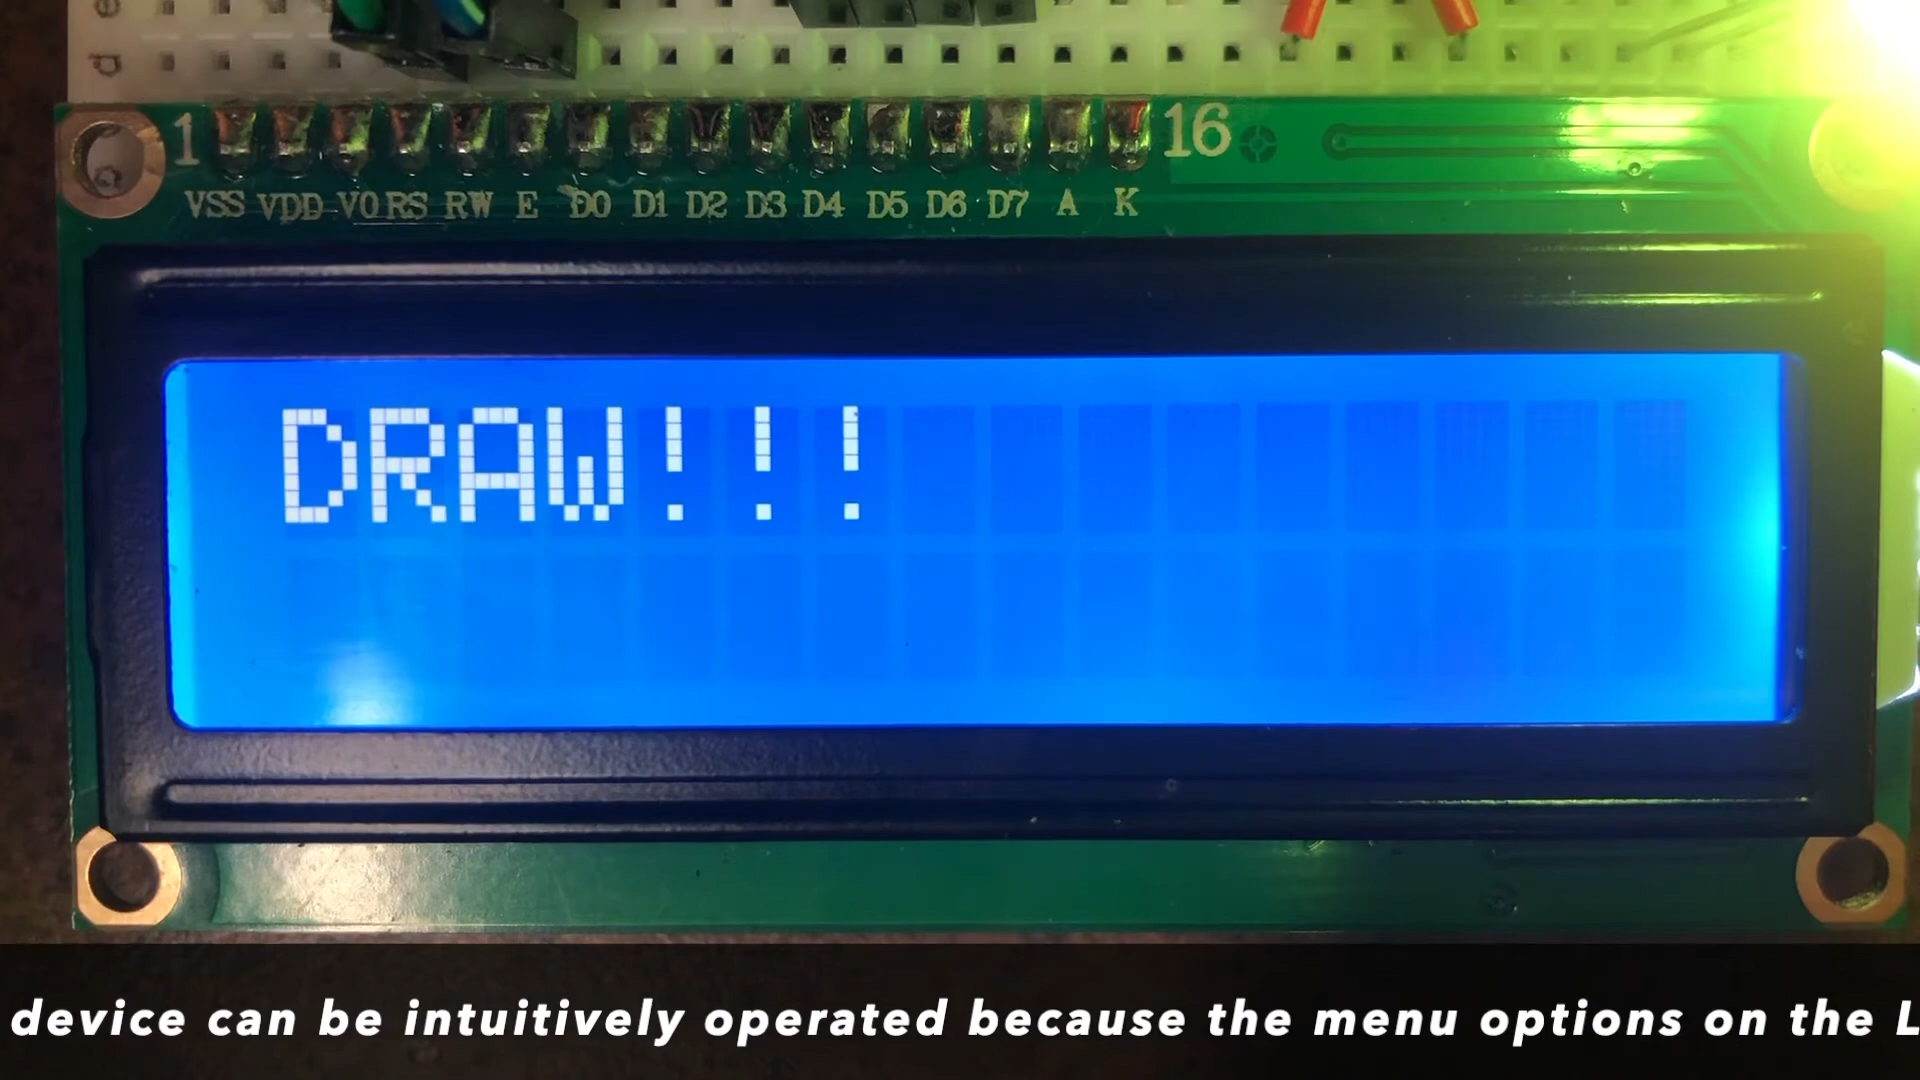 e
d
1 16
VSS VDD V0 RS RW E D0 D1 D2 D3 D4 D5 D6 D7 A K
DRAW!!!
device can be intuitively operated because the menu options on the L